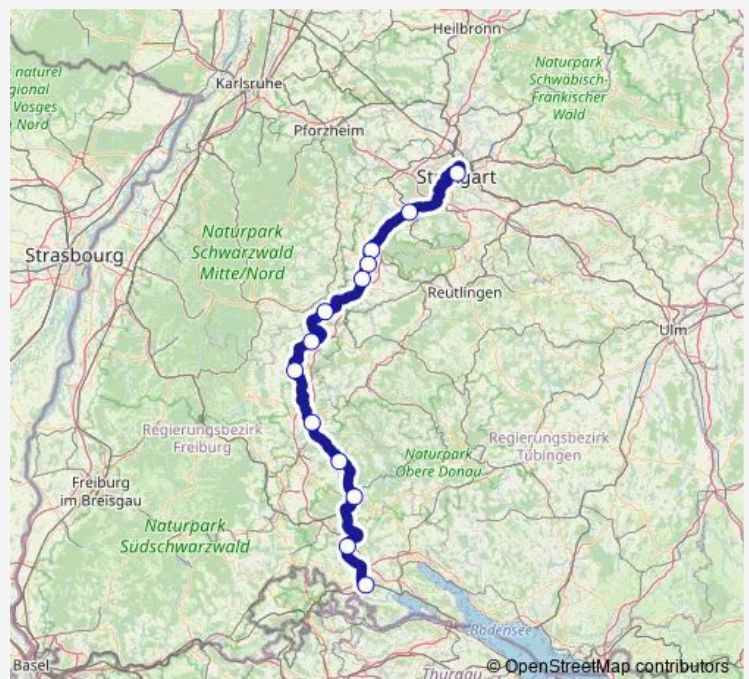 Heilbronn
naturel
gional
Vosges
u Nord
Karlsruhe
Naturpark
Schwäbisch-
Fränkischer
Wald
Pforzheim
Naturpark
Schwarzwald
Mitte/Nord
Strasbourg
Reutlingen
Ulm
Regierungsbezirk
Freiburg
Naturpark
Obere Donau
Regierungsbezirk
Tübingen
Freiburg
im Breisgau
Naturpark
Südschwarzwald
Bodensee
Basel
Thurgau
© OpenStreetMap contributors